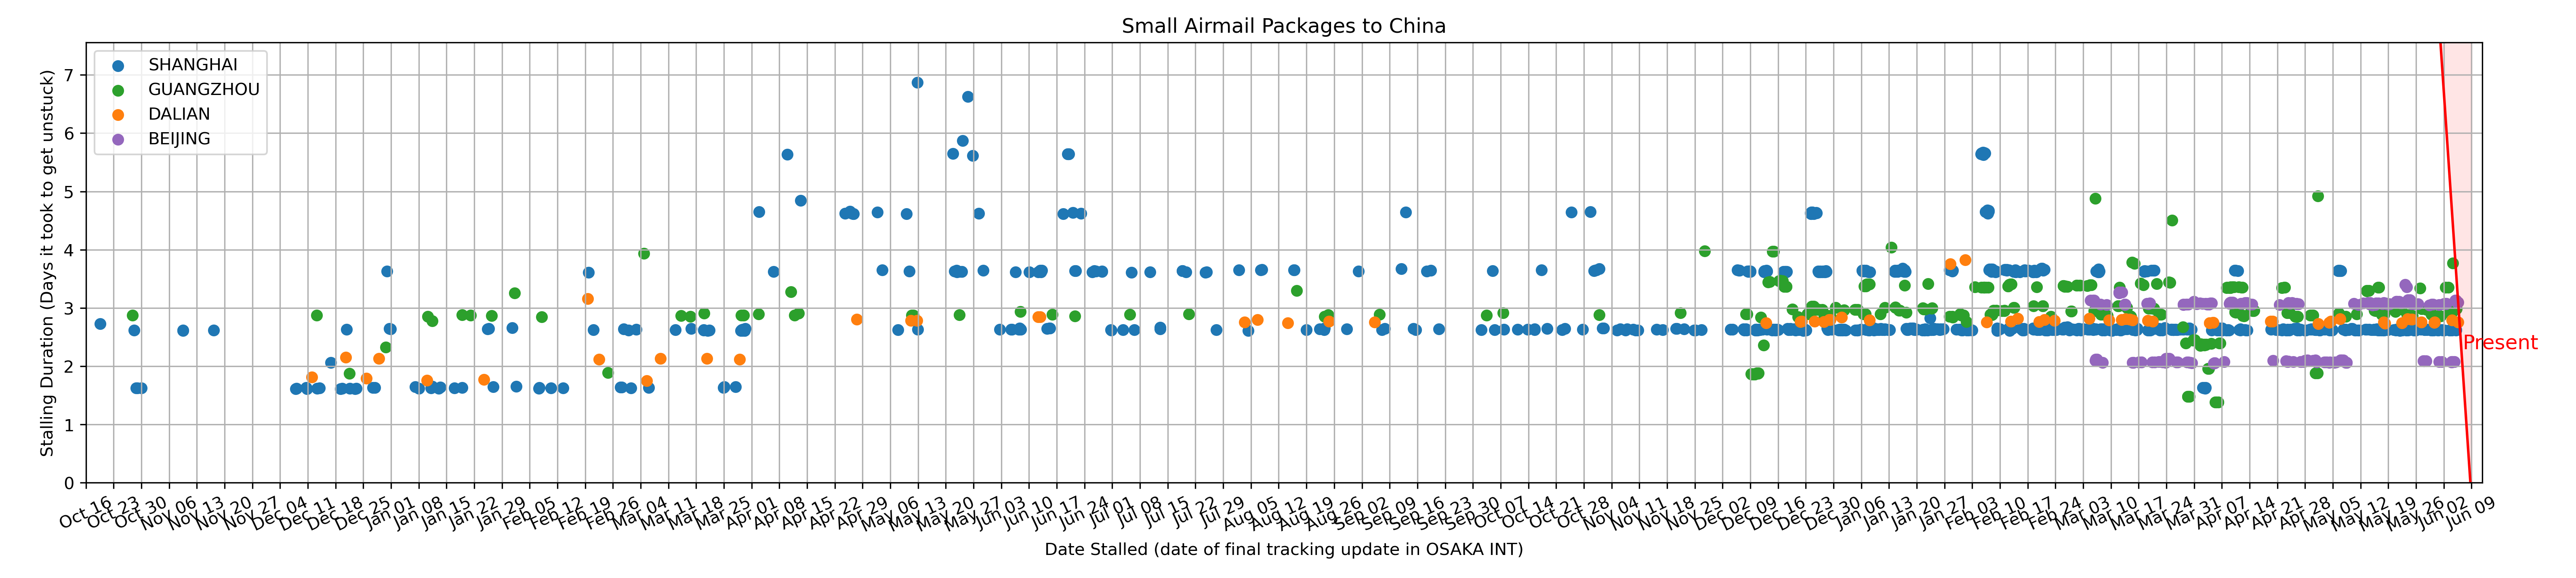 Small Airmail Packages to China
SHANGHAI
GUANGZHOU
DALIAN
BEIJING
Stalling Duration (Days it took to get unstuck)
7
6
5
4
3
2
1
0
Present
Oct 16 Oct 23 Oct 30 Nov 06 Nov 13 Nov 20 Nov 27 Dec 04 Dec 11 Dec 18 Dec 25 Jan 01 Jan 08 Jan 15 Jan 22 Jan 29 Feb 05 Feb 12 Feb 19 Feb 26 Mar 04 Mar 11 Mar 18 Mar 25 Apr 01 Apr 08 Apr 15 Apr 22 Apr 29 May 06 May 13 May 20 May 27 Jun 03 Jun 10 Jun 17 Jun 24 Jul 01 Jul 08 Jul 15 Jul 22 Jul 29 Aug 05 Aug 12 Aug 19 Aug 26 Sep 02 Sep 09 Sep 16 Sep 23 Sep 30 Oct 07 Oct 14 Oct 21 Oct 28 Nov 04 Nov 11 Nov 18 Nov 25 Dec 02 Dec 09 Dec 16 Dec 23 Dec 30 Jan 06 Jan 13 Jan 20 Jan 27 Feb 03 Feb 10 Feb 17 Feb 24 Mar 03 Mar 10 Mar 17 Mar 24 Mar 31 Apr 07 Apr 14 Apr 21 Apr 28 May 05 May 12 May 19 May 26 Jun 02 Jun 09
Date Stalled (date of final tracking update in OSAKA INT)